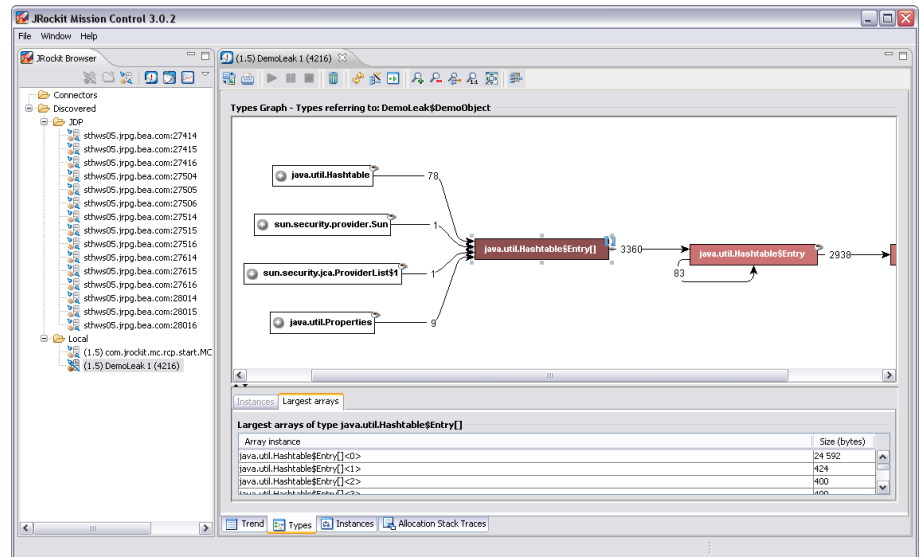 JRockit Mission Control 3.0.2
File Window Help
JRockit Browser
Connectors
Discovered
JDP
sthws05.jrpg.bea.com:27414
sthws05.jrpg.bea.com:27415
sthws05.jrpg.bea.com:27416
sthws05.jrpg.bea.com:27504
sthws05.jrpg.bea.com:27505
sthws05.jrpg.bea.com:27506
sthws05.jrpg.bea.com:27514
sthws05.jrpg.bea.com:27515
sthws05.jrpg.bea.com:27516
sthws05.jrpg.bea.com:27614
sthws05.jrpg.bea.com:27615
sthws05.jrpg.bea.com:27616
sthws05.jrpg.bea.com:28014
sthws05.jrpg.bea.com:28015
sthws05.jrpg.bea.com:28016
Local
(1.5) com.jrockit.mc.rcp.start.MC
(1.5) DemoLeak 1 (4216)
(1.5) DemoLeak 1 (4216)
Types Graph - Types referring to: DemoLeak$DemoObject
java.util.Hashtable
78
sun.security.provider.Sun
1
sun.security.jca.ProviderList$1
1
java.util.Properties
9
java.util.Hashtable$Entry[]
3360
83
java.util.Hashtable$Entry
2938
Instances Largest arrays
Largest arrays of type java.util.Hashtable$Entry[]
Array instance Size (bytes)
java.util.Hashtable$Entry[]<0> 24 592
java.util.Hashtable$Entry[]<1> 424
java.util.Hashtable$Entry[]<2> 400
java.util.Hashtable$Entry[]<3> 400
Trend Types Instances Allocation Stack Traces